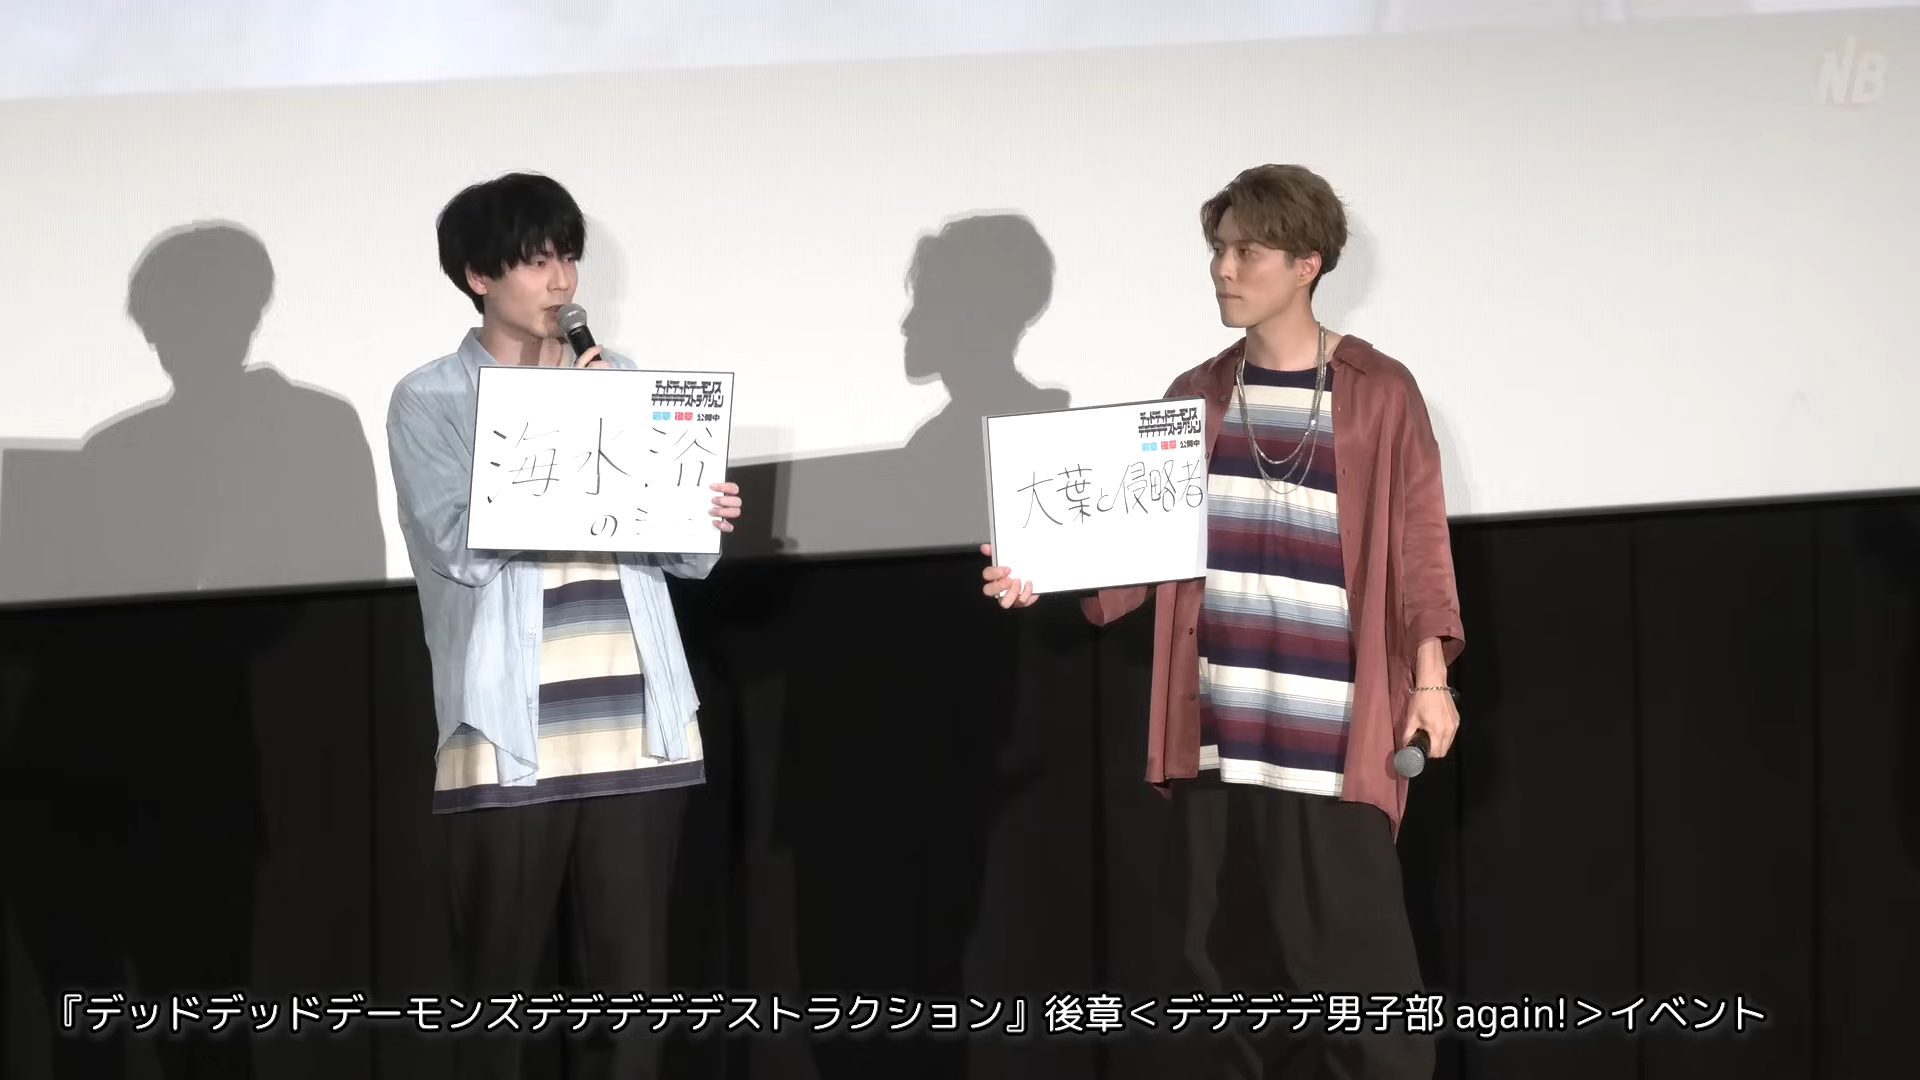 NB
デッドデッドデーモンズ
デデデデデストラクション
前章 後章 公開中
海水浴
のシ
デッドデッドデーモンズ
デデデデデストラクション
前章 後章 公開中
大葉と侵略者
『デッドデッドデーモンズデデデデデストラクション』後章＜デデデデ男子部 again!＞イベント